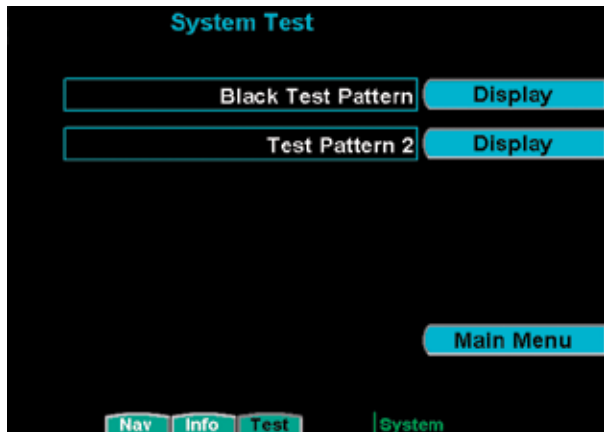 System Test
Black Test Pattern Display
Test Pattern 2 Display
Main Menu
Nav Info Test System